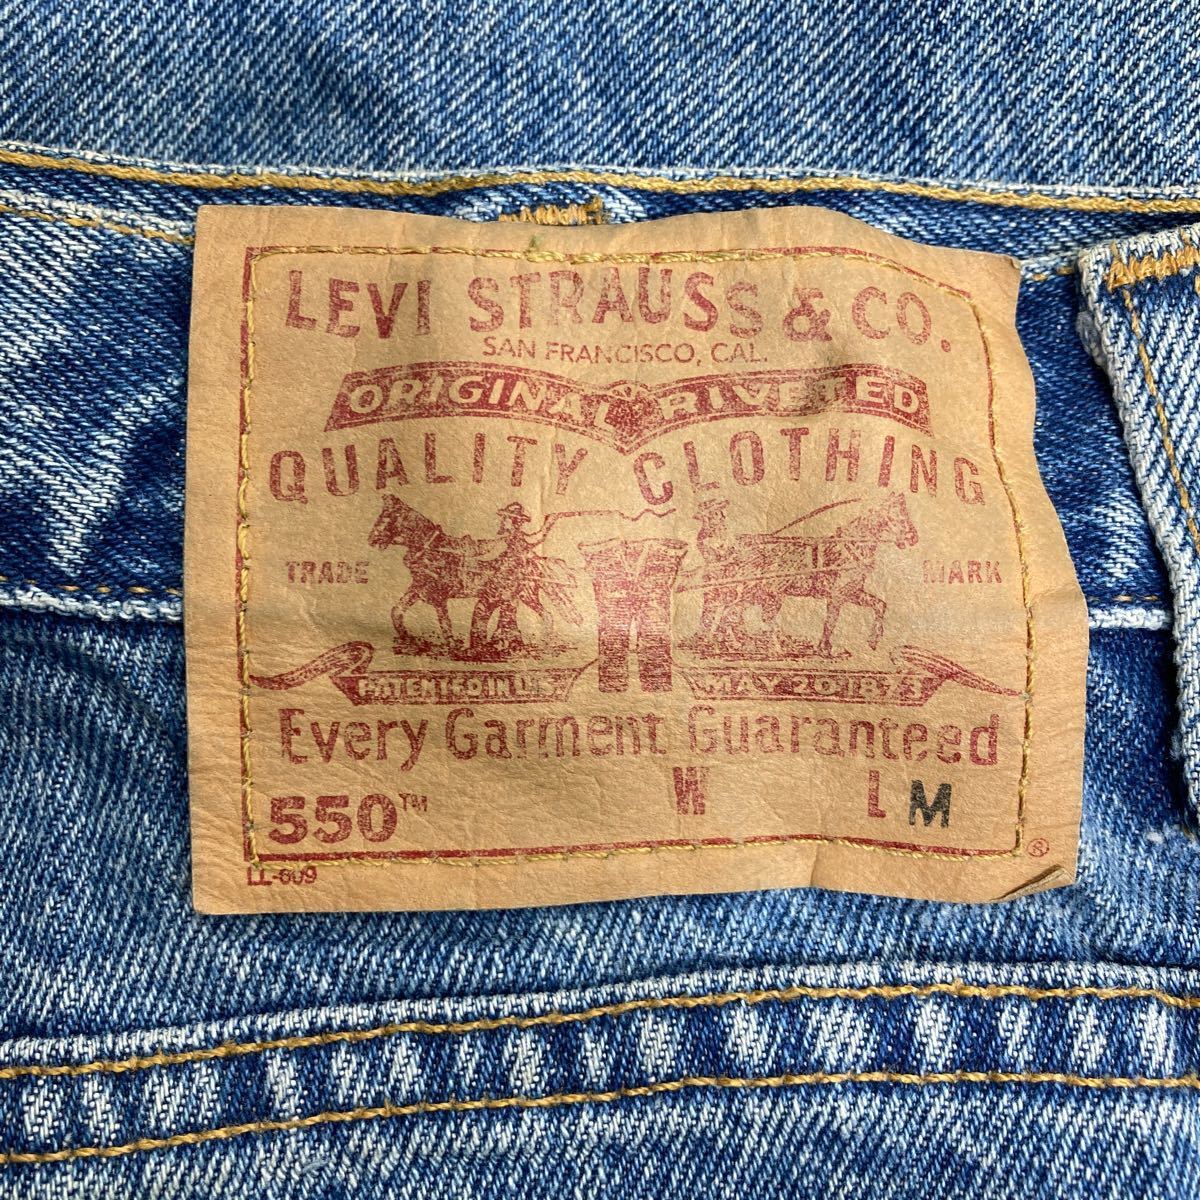 LEVI STRAUSS & CO.
SAN FRANCISCO, CAL.
ORIGINAL RIVETED
QUALITY CLOTHING
TRADE MARK
PATENTED IN U.S. MAY 20 1873
Every Garment Guaranteed
W L M
550™
®
LL-609